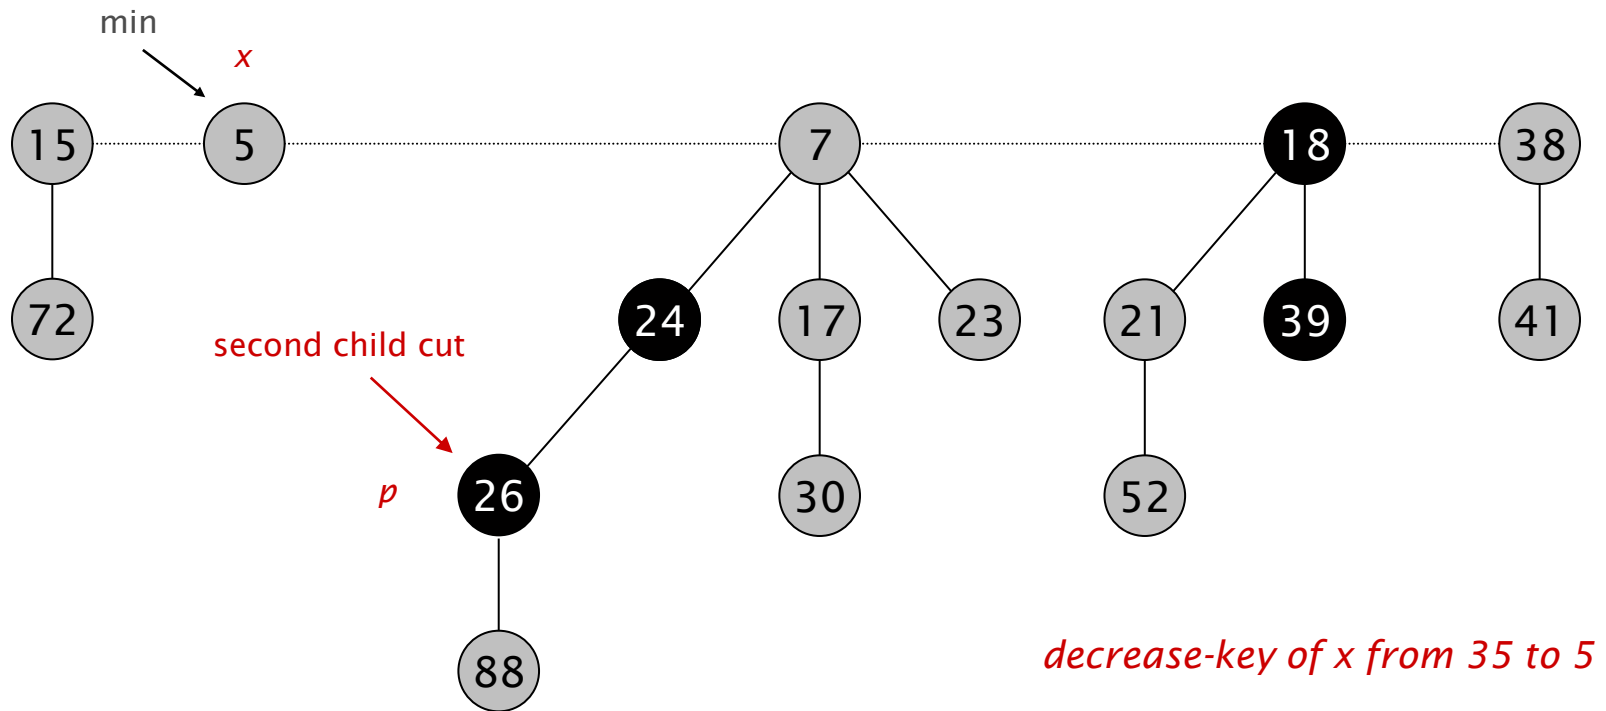 min
x
15 5 7 18 38
72 24 17 23 21 39 41
second child cut
p 26 30 52
88
decrease-key of x from 35 to 5